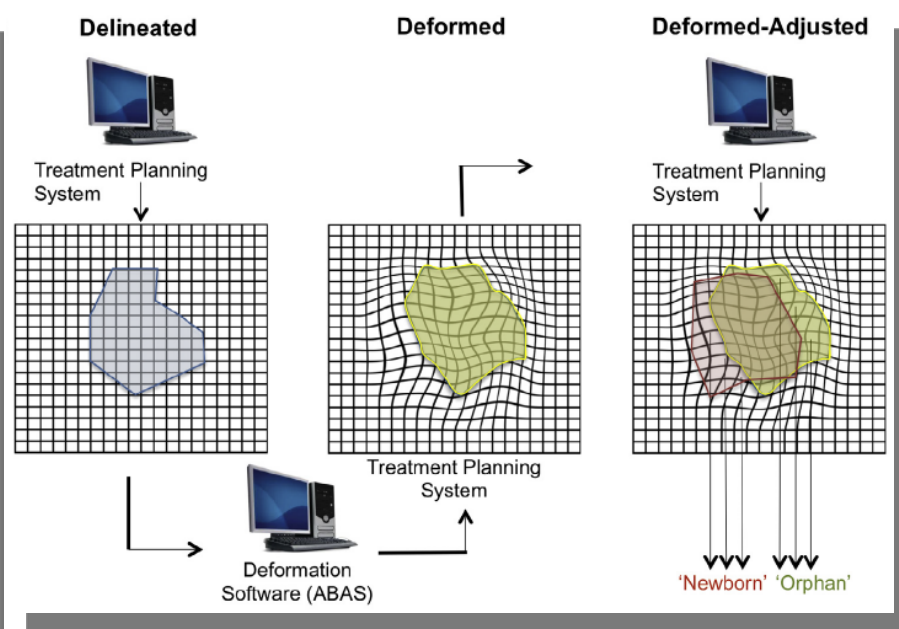 Delineated
Deformed
Deformed-Adjusted
Treatment Planning
System
Treatment Planning
System
Treatment Planning
System
Deformation
Software (ABAS)
‘Newborn’ ‘Orphan’